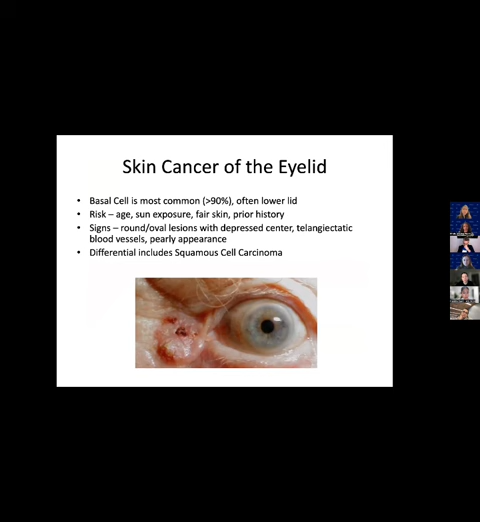 Skin Cancer of the Eyelid
• Basal Cell is most common (>90%), often lower lid
• Risk – age, sun exposure, fair skin, prior history
• Signs – round/oval lesions with depressed center, telangiectatic
blood vessels, pearly appearance
• Differential includes Squamous Cell Carcinoma